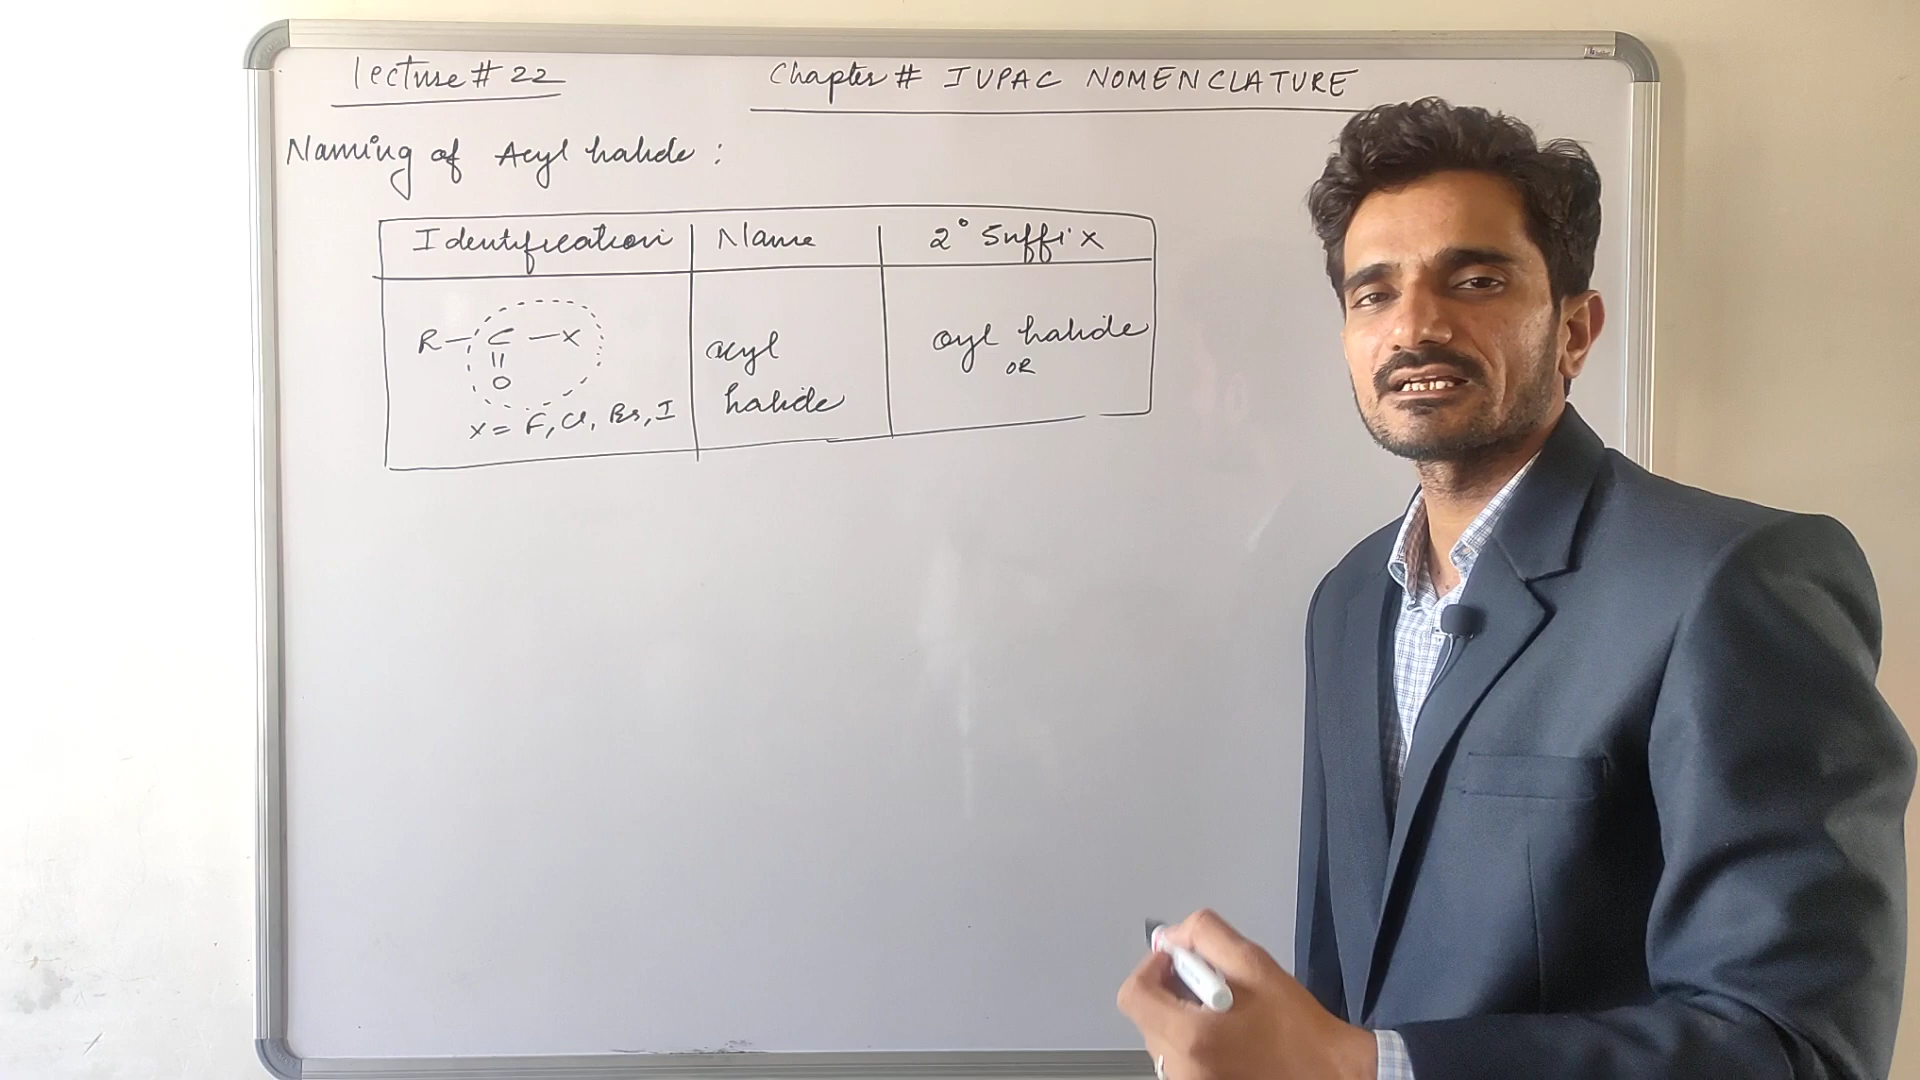 Lecture # 22
Chapter # IUPAC NOMENCLATURE
Naming of Acyl halide :
Identification
Name
2° Suffix
R - C - X
||
O
X = F, Cl, Br, I
acyl
halide
oyl halide
OR